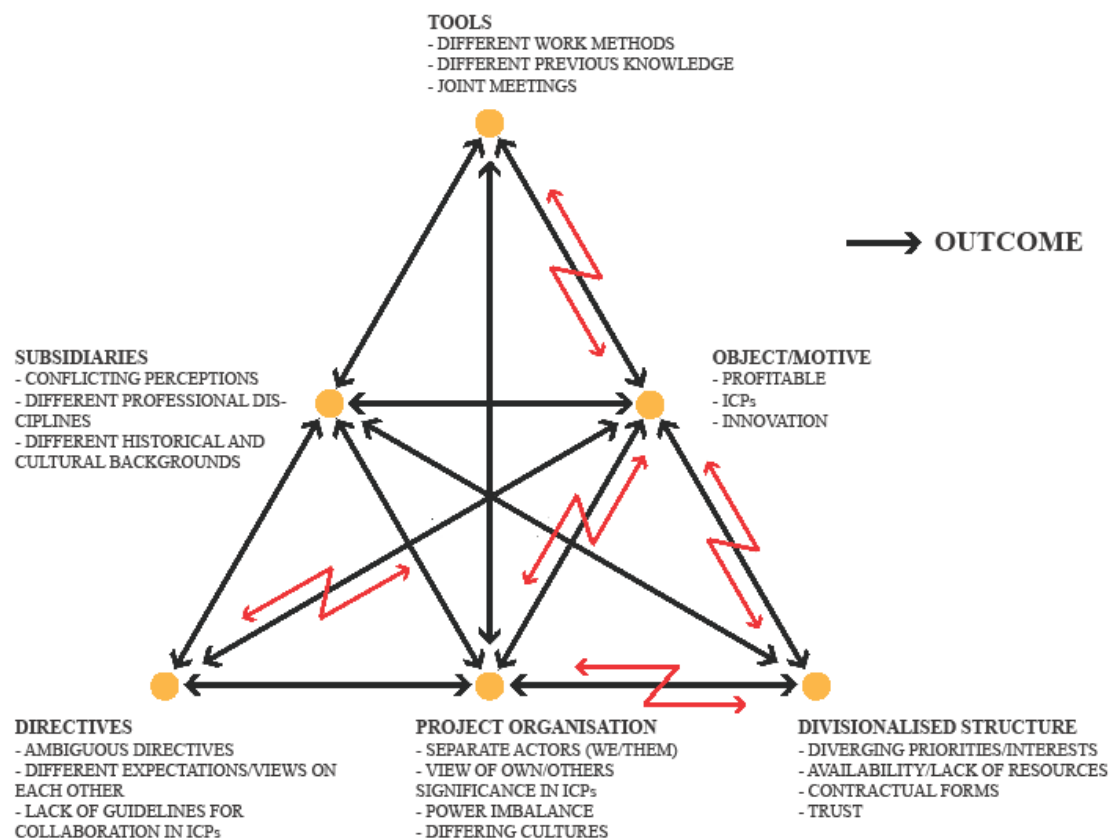 TOOLS
- DIFFERENT WORK METHODS
- DIFFERENT PREVIOUS KNOWLEDGE
- JOINT MEETINGS
OUTCOME
SUBSIDIARIES
- CONFLICTING PERCEPTIONS
- DIFFERENT PROFESSIONAL DIS-
CIPLINES
- DIFFERENT HISTORICAL AND
CULTURAL BACKGROUNDS
OBJECT/MOTIVE
- PROFITABLE
- ICPs
- INNOVATION
DIRECTIVES
- AMBIGUOUS DIRECTIVES
- DIFFERENT EXPECTATIONS/VIEWS ON
EACH OTHER
- LACK OF GUIDELINES FOR
COLLABORATION IN ICPs
PROJECT ORGANISATION
- SEPARATE ACTORS (WE/THEM)
- VIEW OF OWN/OTHERS
SIGNIFICANCE IN ICPs
- POWER IMBALANCE
- DIFFERING CULTURES
DIVISIONALISED STRUCTURE
- DIVERGING PRIORITIES/INTERESTS
- AVAILABILITY/LACK OF RESOURCES
- CONTRACTUAL FORMS
- TRUST